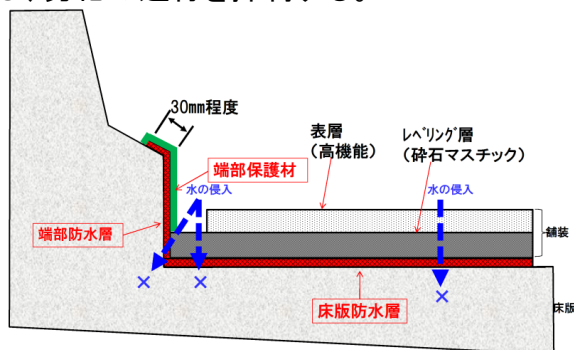 30mm程度
表層
(高機能)
ﾚﾍﾞﾘﾝｸﾞ層
(砕石マスチック)
端部保護材
水の侵入
水の侵入
端部防水層
舗装
×
×
×
床版防水層
床版